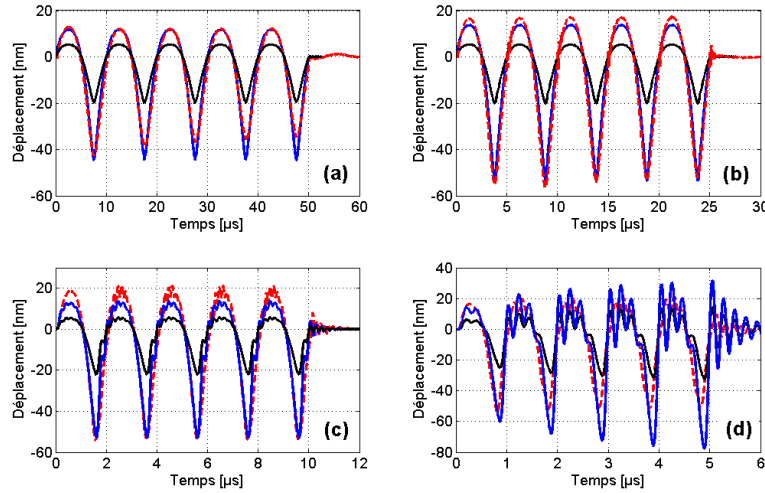 20
0
-20
-40
-60
Déplacement [nm]
0 10 20 30 40 50 60
Temps [µs]
(a)
20
0
-20
-40
-60
Déplacement [nm]
0 5 10 15 20 25 30
Temps [µs]
(b)
20
0
-20
-40
-60
Déplacement [nm]
0 2 4 6 8 10 12
Temps [µs]
(c)
40
20
0
-20
-40
-60
-80
Déplacement [nm]
0 1 2 3 4 5 6
Temps [µs]
(d)